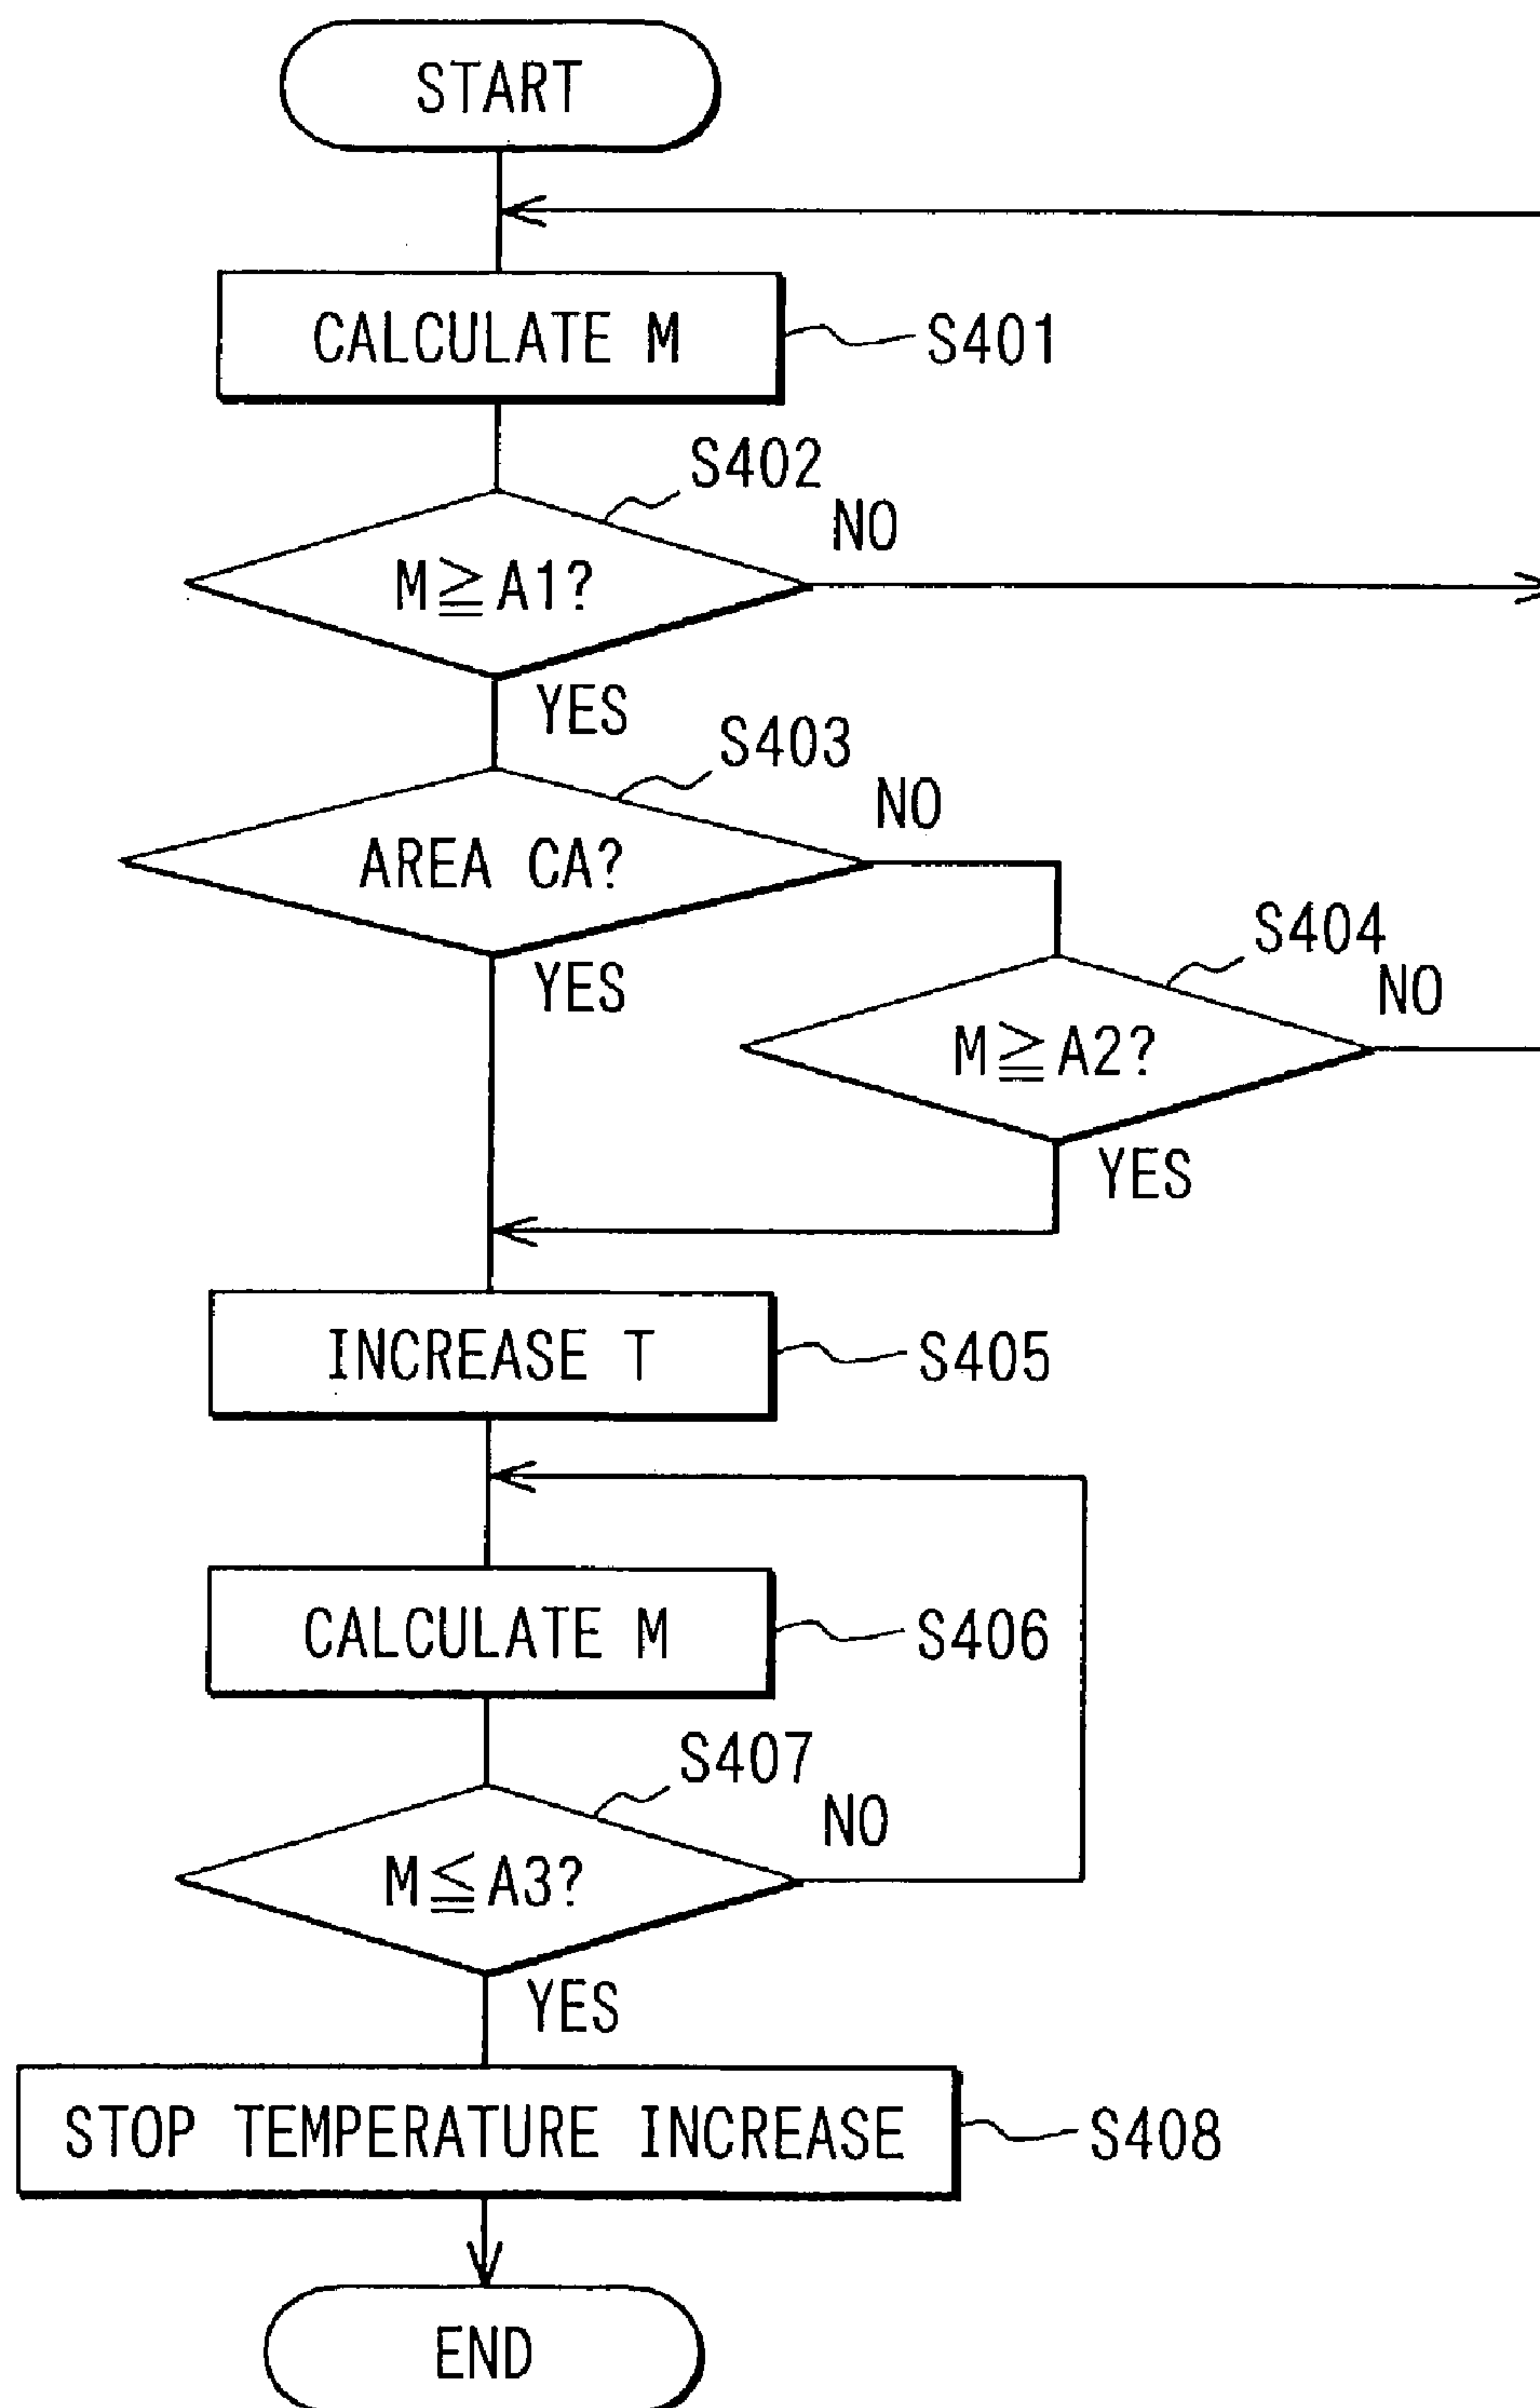 START
CALCULATE M
S401
S402
NO
M≧A1?
YES
S403
NO
AREA CA?
YES
S404
NO
M≧A2?
YES
INCREASE T
S405
CALCULATE M
S406
S407
NO
M≦A3?
YES
STOP TEMPERATURE INCREASE
S408
END